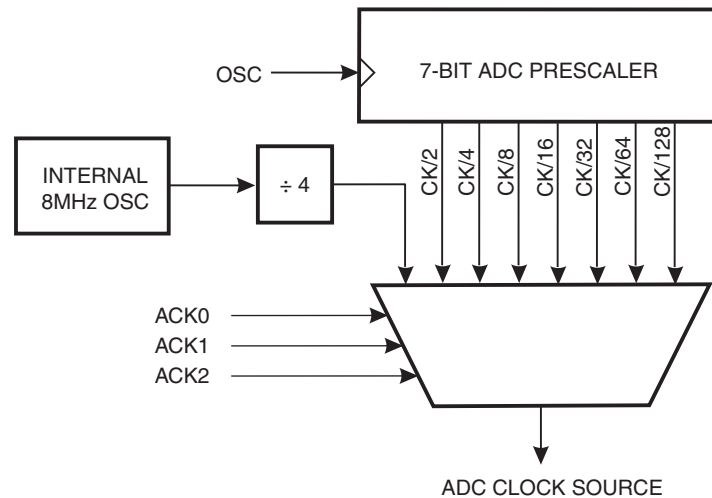 7-BIT ADC PRESCALER
OSC
CK/2
CK/4
CK/8
CK/16
CK/32
CK/64
CK/128
INTERNAL
8MHz OSC
÷ 4
ACK0
ACK1
ACK2
ADC CLOCK SOURCE